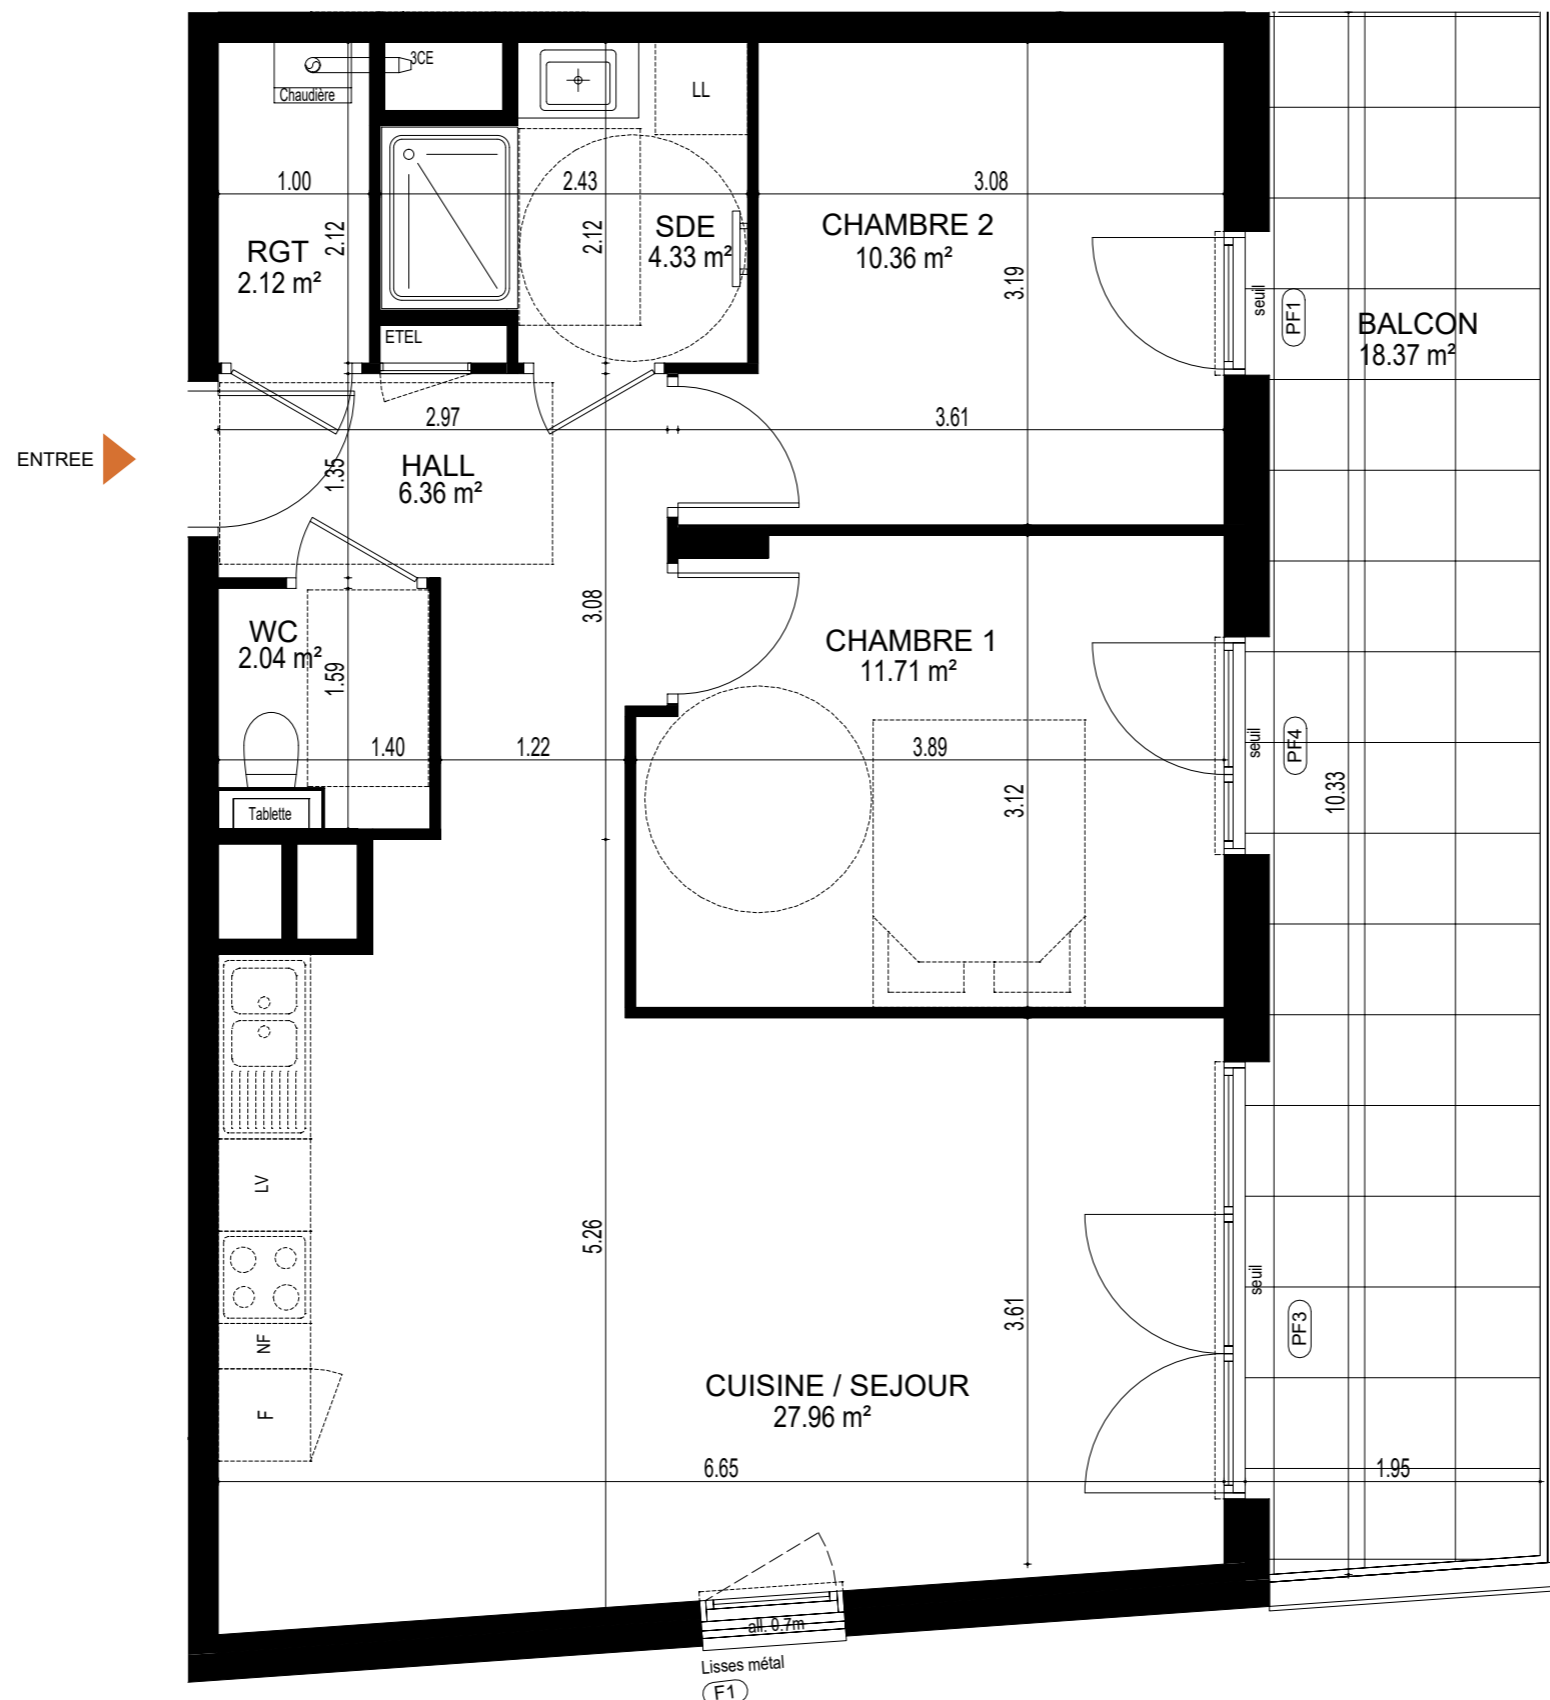 3CE
Chaudière
LL
1.00
2.43
3.08
2.12
2.12
RGT
2.12 m²
SDE
4.33 m²
CHAMBRE 2
10.36 m²
3.19
seuil
PF1
BALCON
18.37 m²
ETEL
2.97
3.61
ENTREE
HALL
6.36 m²
1.35
3.08
WC
2.04 m²
1.59
CHAMBRE 1
11.71 m²
1.40
1.22
3.89
seuil
PF4
3.12
10.33
Tablette
LV
5.26
NF
F
3.61
seuil
PF3
CUISINE / SEJOUR
27.96 m²
6.65
1.95
all. 0.7m
Lisses métal
F1